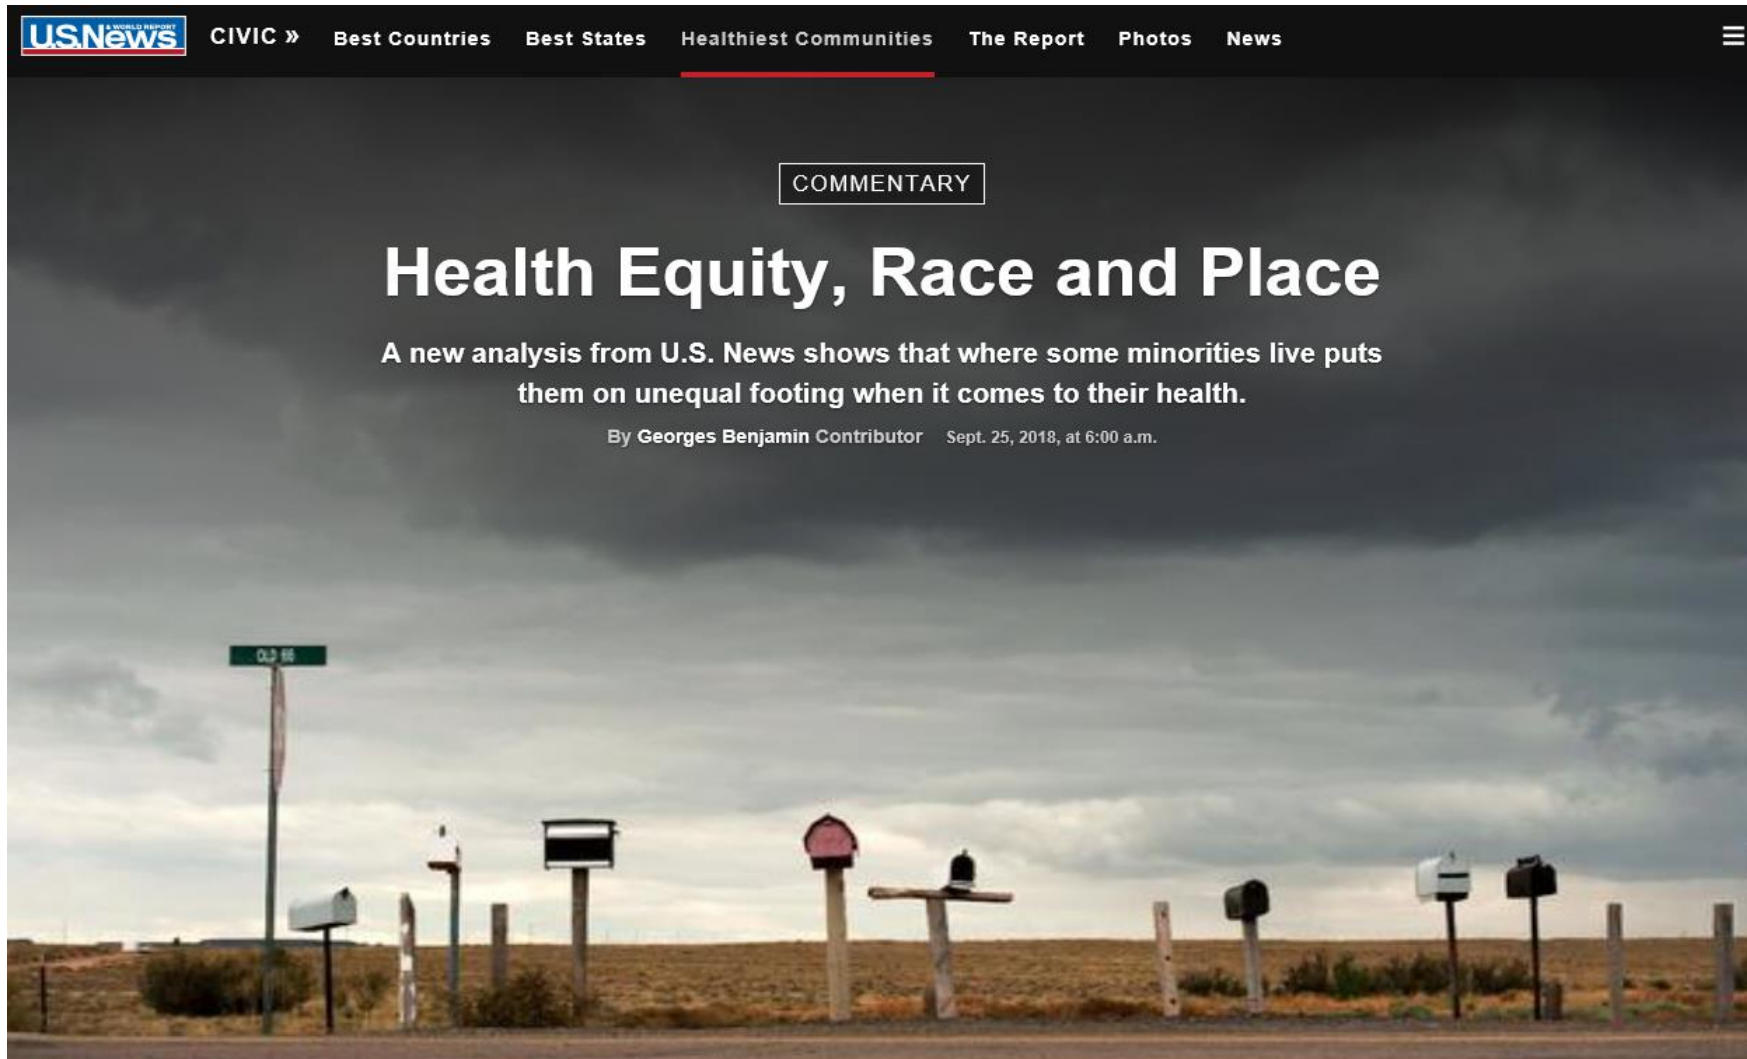 U.S.News
& WORLD REPORT
CIVIC »
Best Countries
Best States
Healthiest Communities
The Report
Photos
News
COMMENTARY
Health Equity, Race and Place
A new analysis from U.S. News shows that where some minorities live puts
them on unequal footing when it comes to their health.
By Georges Benjamin Contributor Sept. 25, 2018, at 6:00 a.m.
OLD 66